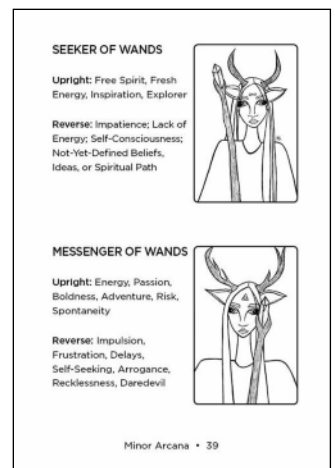 SEEKER OF WANDS
Upright: Free Spirit, Fresh
Energy, Inspiration, Explorer
Reverse: Impatience; Lack of
Energy; Self-Consciousness;
Not-Yet-Defined Beliefs,
Ideas, or Spiritual Path
MESSENGER OF WANDS
Upright: Energy, Passion,
Boldness, Adventure, Risk,
Spontaneity
Reverse: Impulsion,
Frustration, Delays,
Self-Seeking, Arrogance,
Recklessness, Daredevil
Minor Arcana • 39